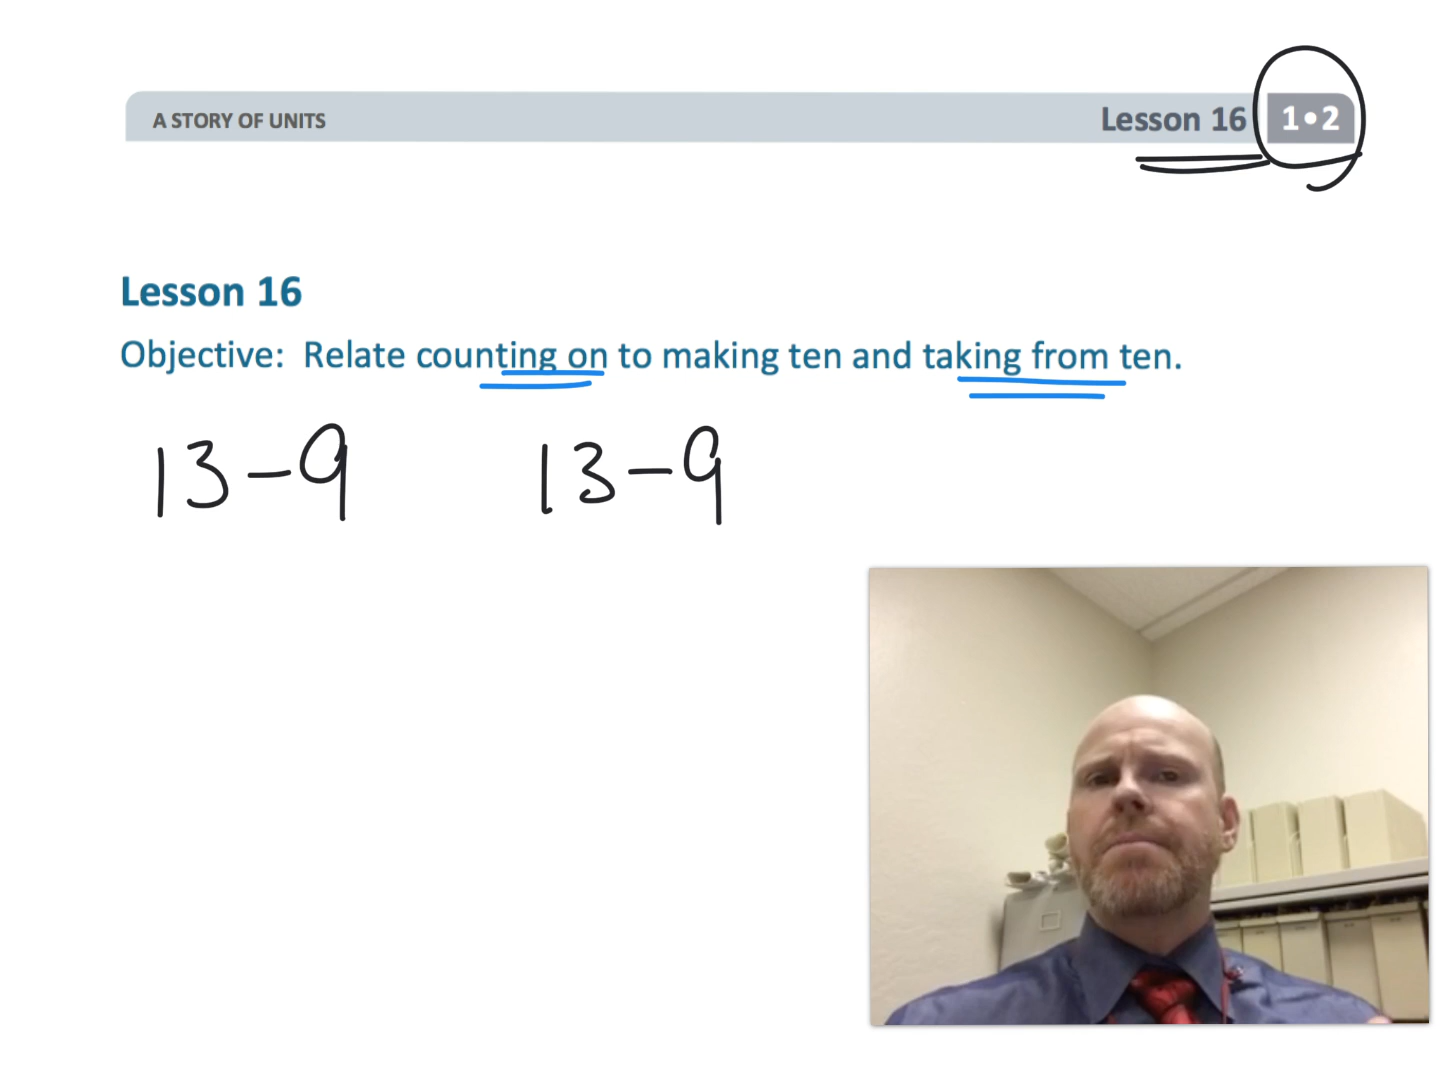 A STORY OF UNITS Lesson 16 1•2
Lesson 16
Objective: Relate counting on to making ten and taking from ten.
13-9 13-9